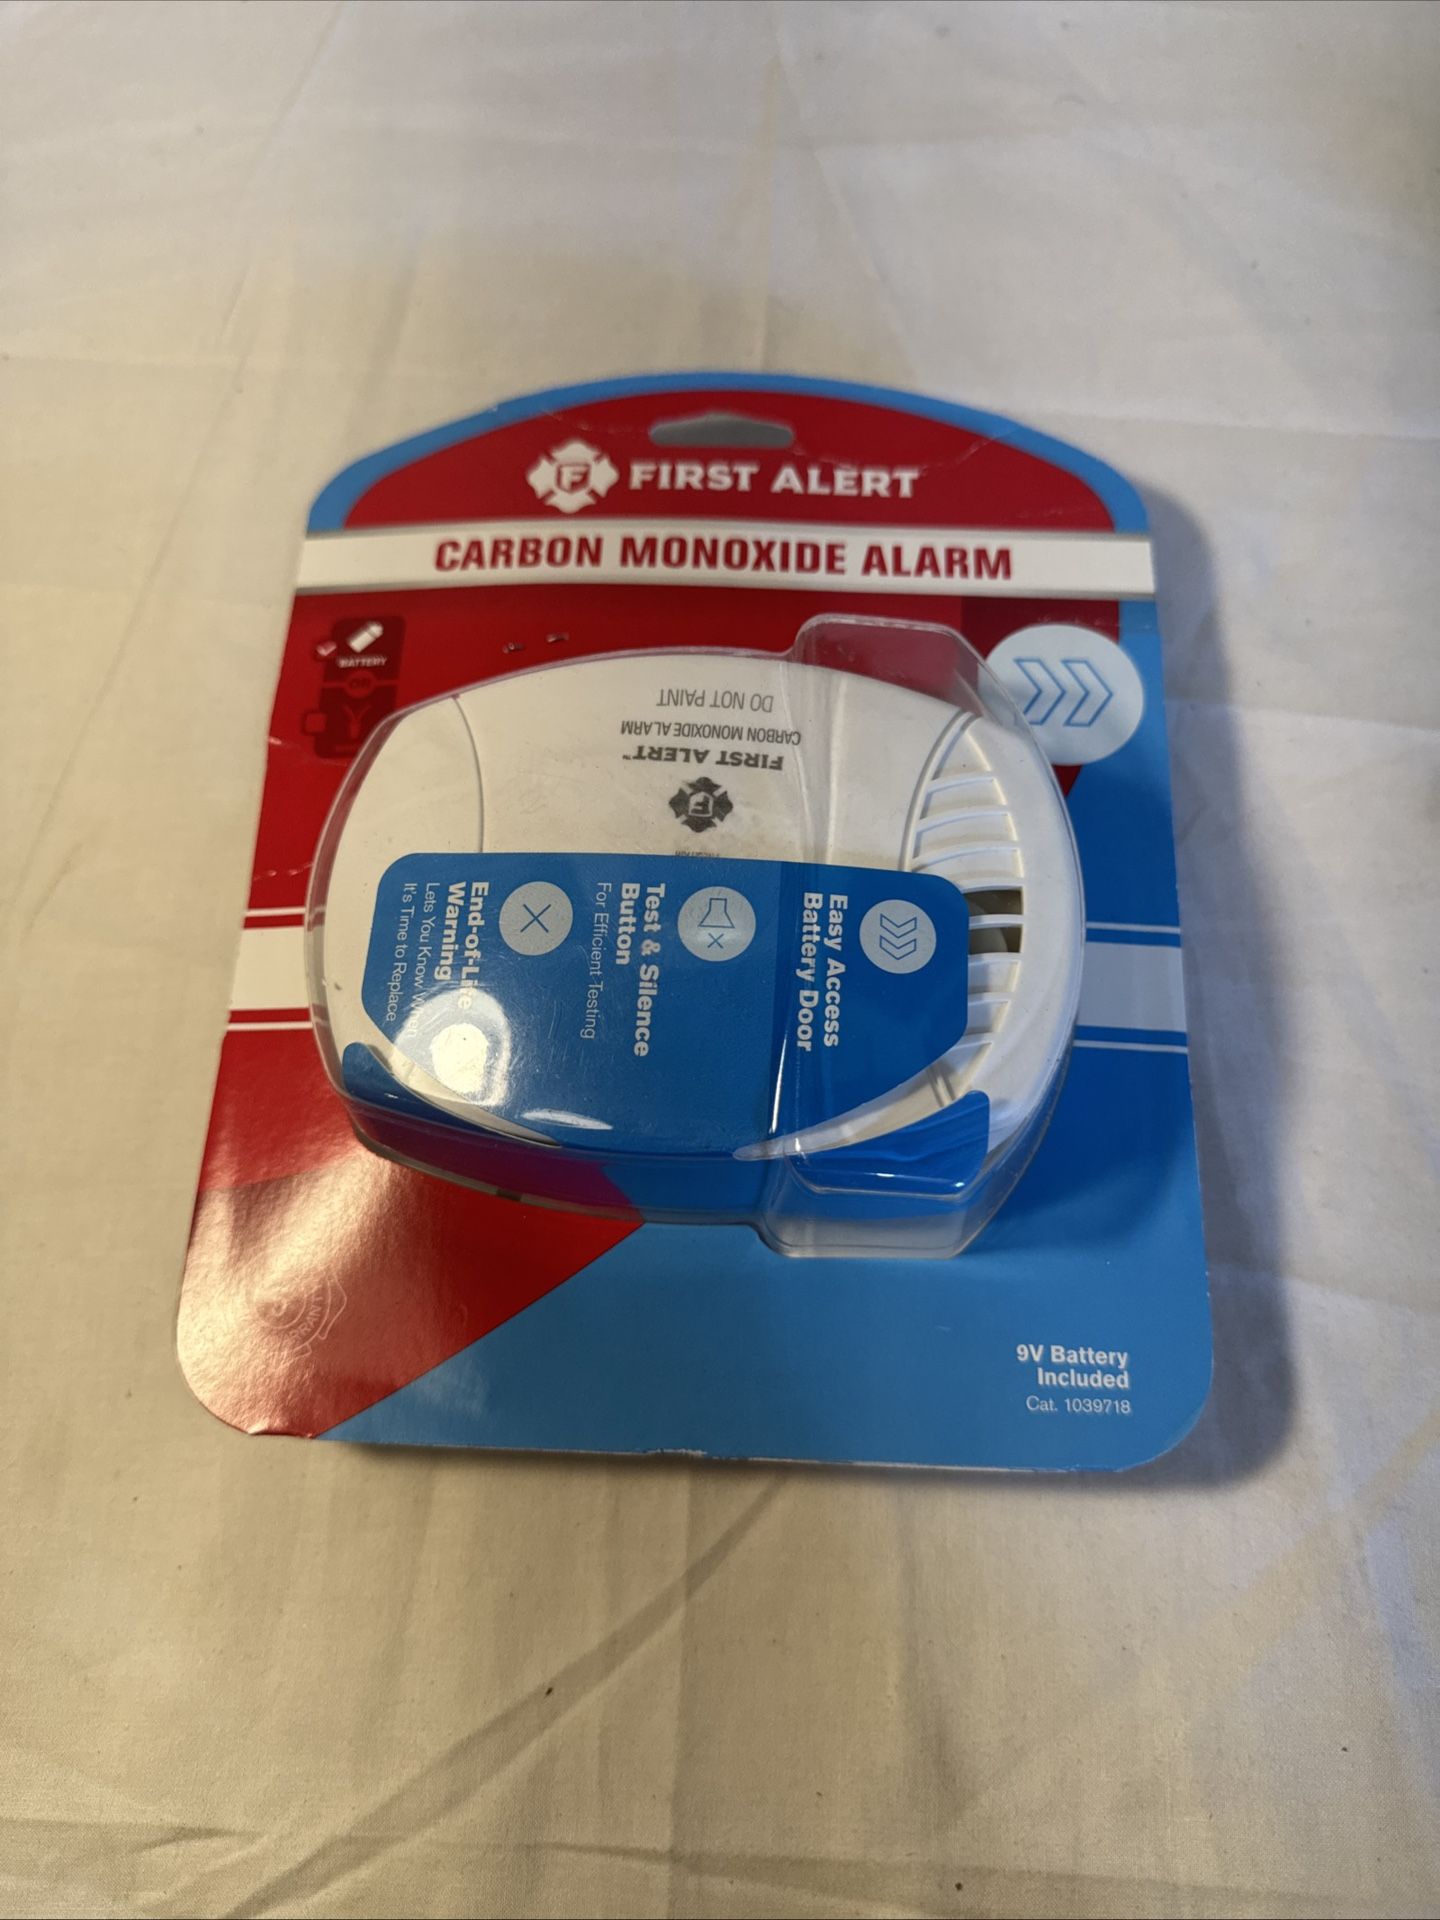 FIRST ALERT
CARBON MONOXIDE ALARM
BATTERY
OR
DO NOT PAINT
CARBON MONOXIDE ALARM
FIRST ALERT™
Easy Access
Battery Door
Test & Silence
Button
For Efficient Testing
End-of-Life
Warning
Lets You Know When
It's Time to Replace
9V Battery
Included
Cat. 1039718